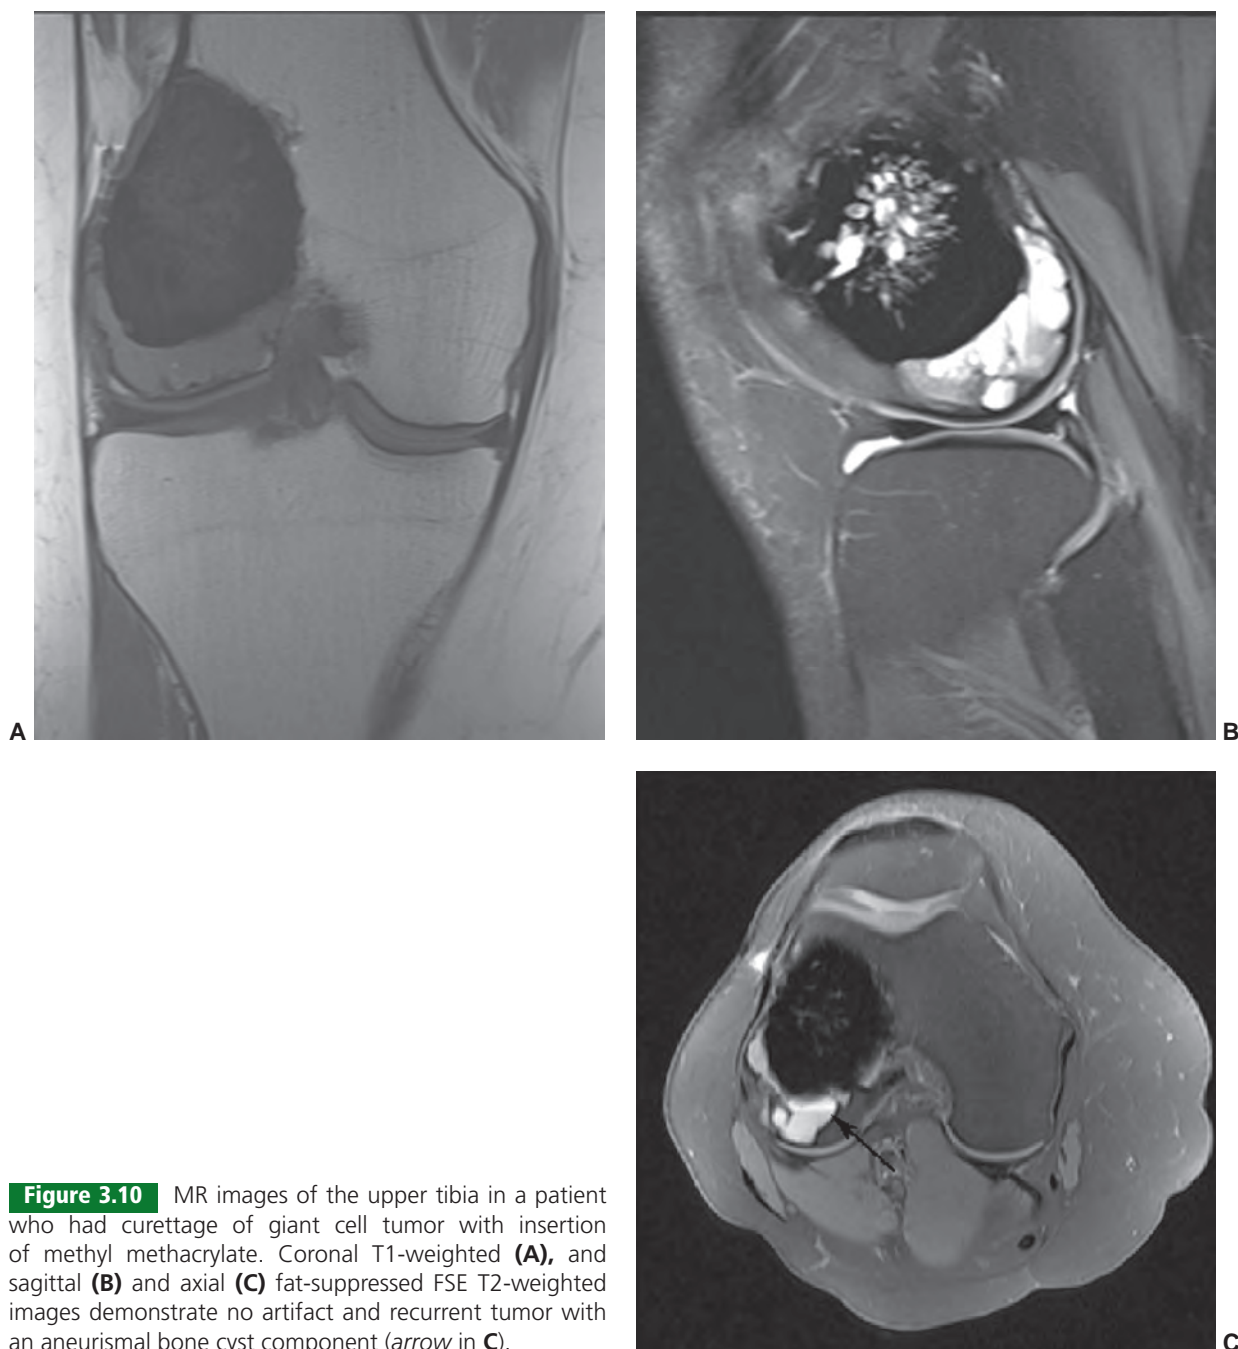 A
B
C
Figure 3.10 MR images of the upper tibia in a patient
who had curettage of giant cell tumor with insertion
of methyl methacrylate. Coronal T1-weighted (A), and
sagittal (B) and axial (C) fat-suppressed FSE T2-weighted
images demonstrate no artifact and recurrent tumor with
an aneurismal bone cyst component (arrow in C).